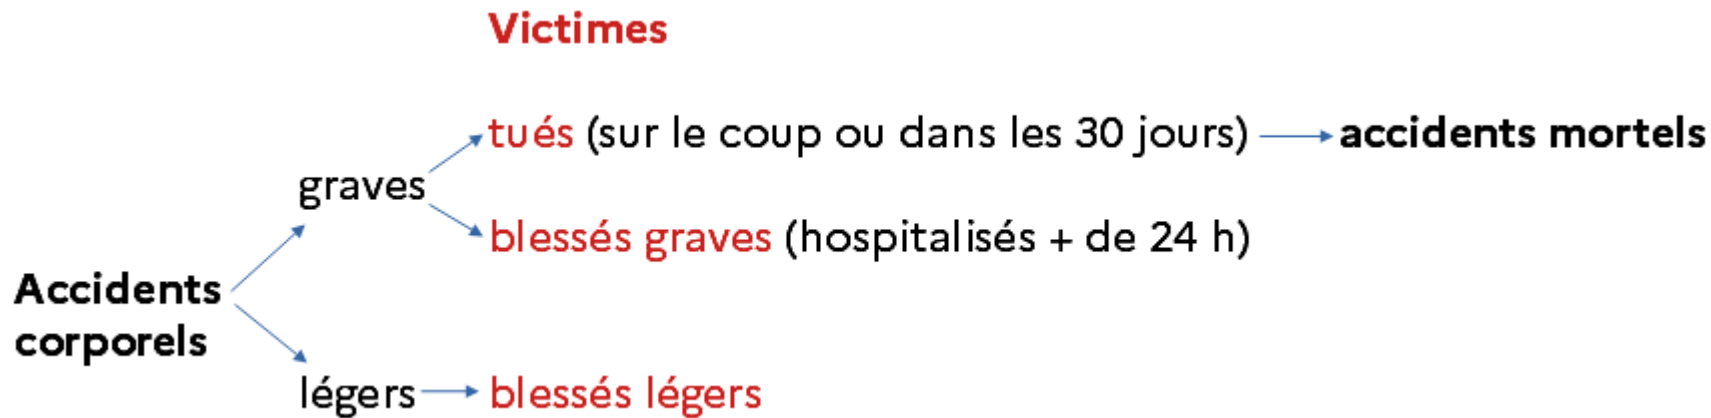 Victimes
tués (sur le coup ou dans les 30 jours) accidents mortels
graves
blessés graves (hospitalisés + de 24 h)
Accidents
corporels
légers blessés légers